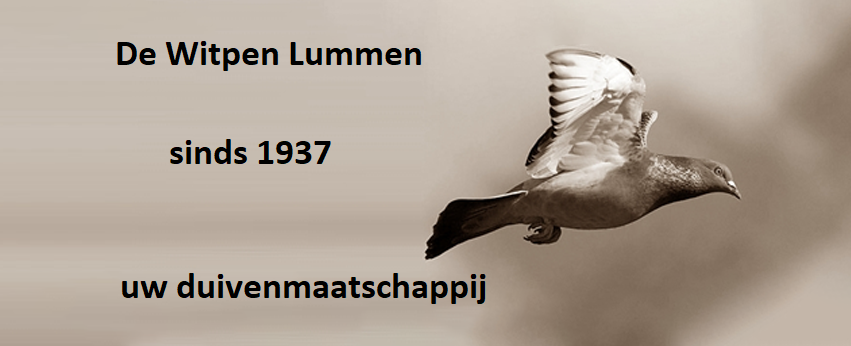 De Witpen Lummen
sinds 1937
uw duivenmaatschappij